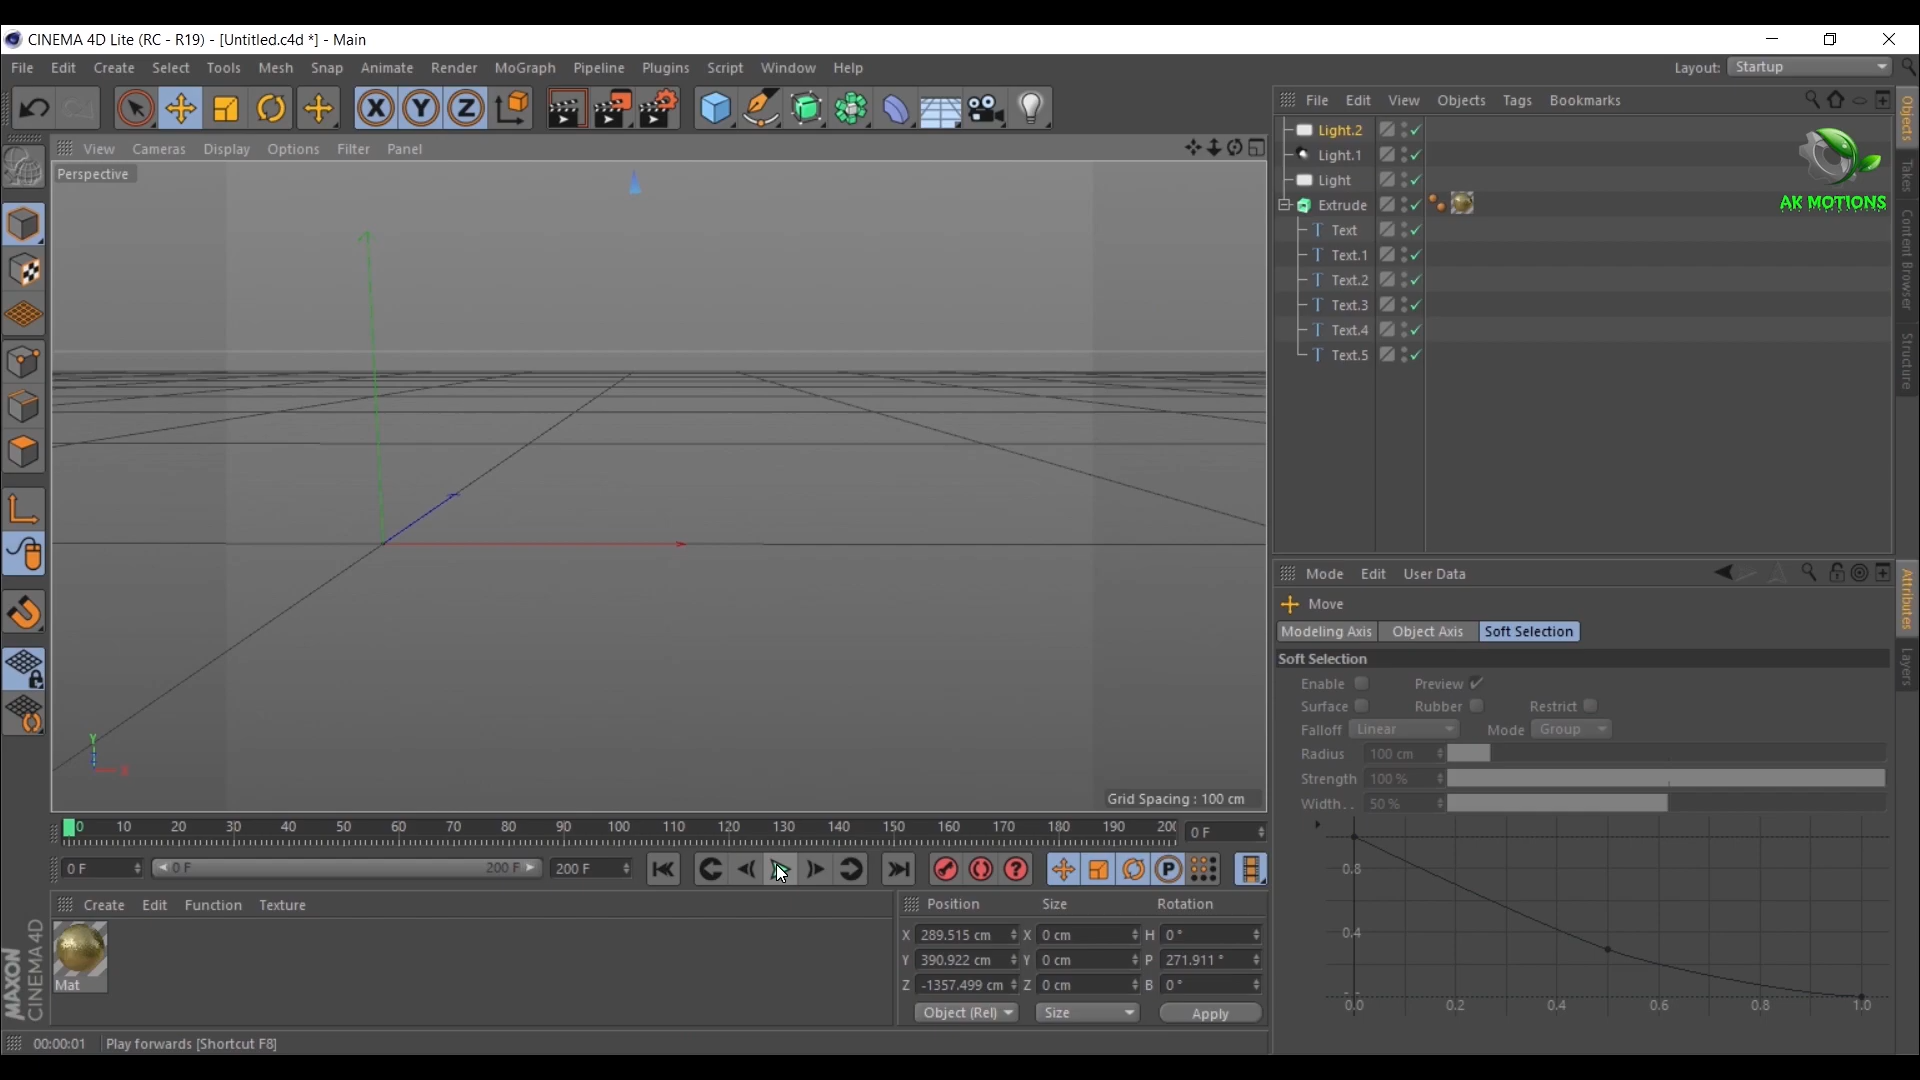 CINEMA 4D Lite (RC - R19) - [Untitled.c4d *] - Main
File Edit Create Select Tools Mesh Snap Animate Render MoGraph Pipeline Plugins Script Window Help
Layout: Startup
X Y Z
File Edit View Objects Tags Bookmarks
View Cameras Display Options Filter Panel
Perspective
Light.2
Light.1
Light
Extrude
Text
Text.1
Text.2
Text.3
Text.4
Text.5
AK MOTIONS
Objects
Takes
Content Browser
Structure
Y
X
Grid Spacing : 100 cm
Mode Edit User Data
Move
Modeling Axis Object Axis Soft Selection
Soft Selection
Enable Preview
Surface Rubber Restrict
Falloff Linear Mode Group
Radius 100 cm
Strength 100 %
Width.. 50 %
0.8
0.4
0.0 0.2 0.4 0.6 0.8 1.0
Attributes
Layers
0 10 20 30 40 50 60 70 80 90 100 110 120 130 140 150 160 170 180 190 200
0 F
0 F 0 F 200 F 200 F
P
Create Edit Function Texture
Mat
MAXON
CINEMA 4D
Position Size Rotation
X 289.515 cm X 0 cm H 0 °
Y 390.922 cm Y 0 cm P 271.911 °
Z -1357.499 cm Z 0 cm B 0 °
Object (Rel) Size Apply
00:00:01 Play forwards [Shortcut F8]